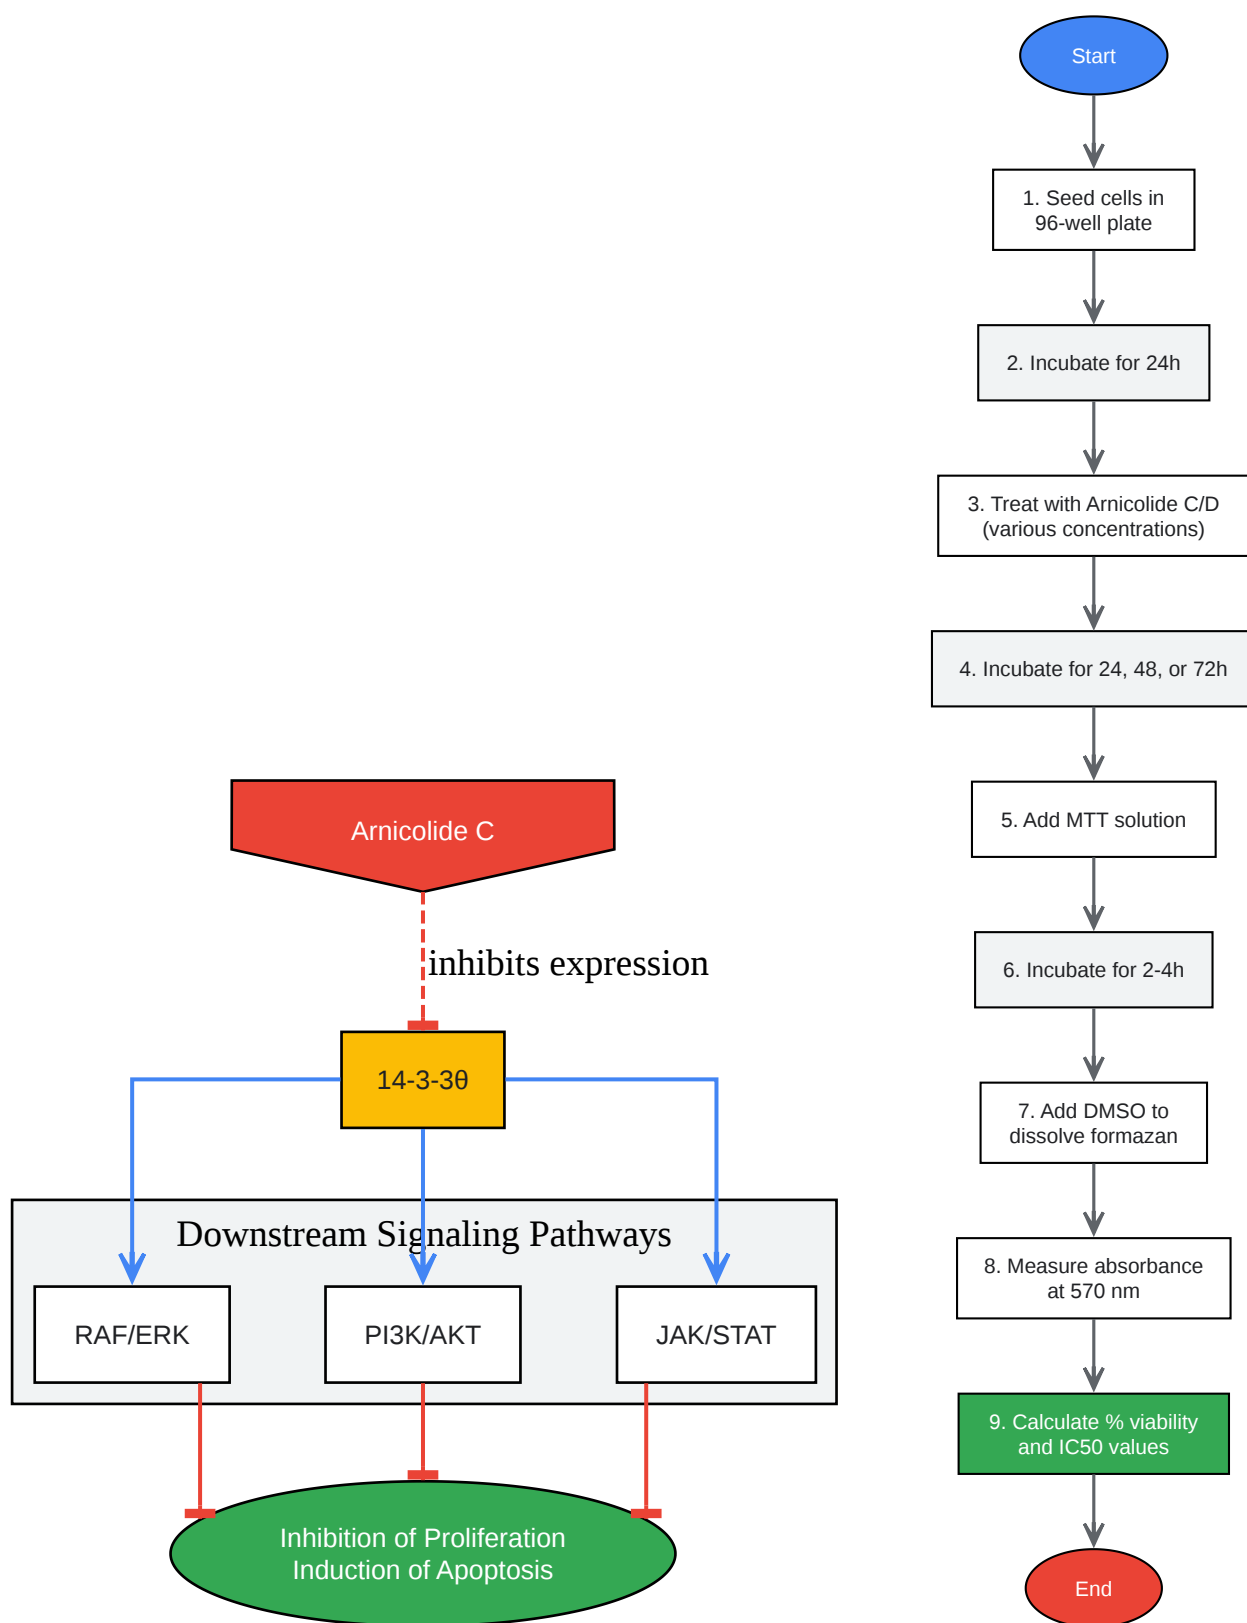 Start
1. Seed cells in
96-well plate
2. Incubate for 24h
3. Treat with Arnicolide C/D
(various concentrations)
4. Incubate for 24, 48, or 72h
5. Add MTT solution
6. Incubate for 2-4h
7. Add DMSO to
dissolve formazan
8. Measure absorbance
at 570 nm
9. Calculate % viability
and IC50 values
End
Arnicolide C
inhibits expression
14-3-3θ
Downstream Signaling Pathways
RAF/ERK
PI3K/AKT
JAK/STAT
Inhibition of Proliferation
Induction of Apoptosis